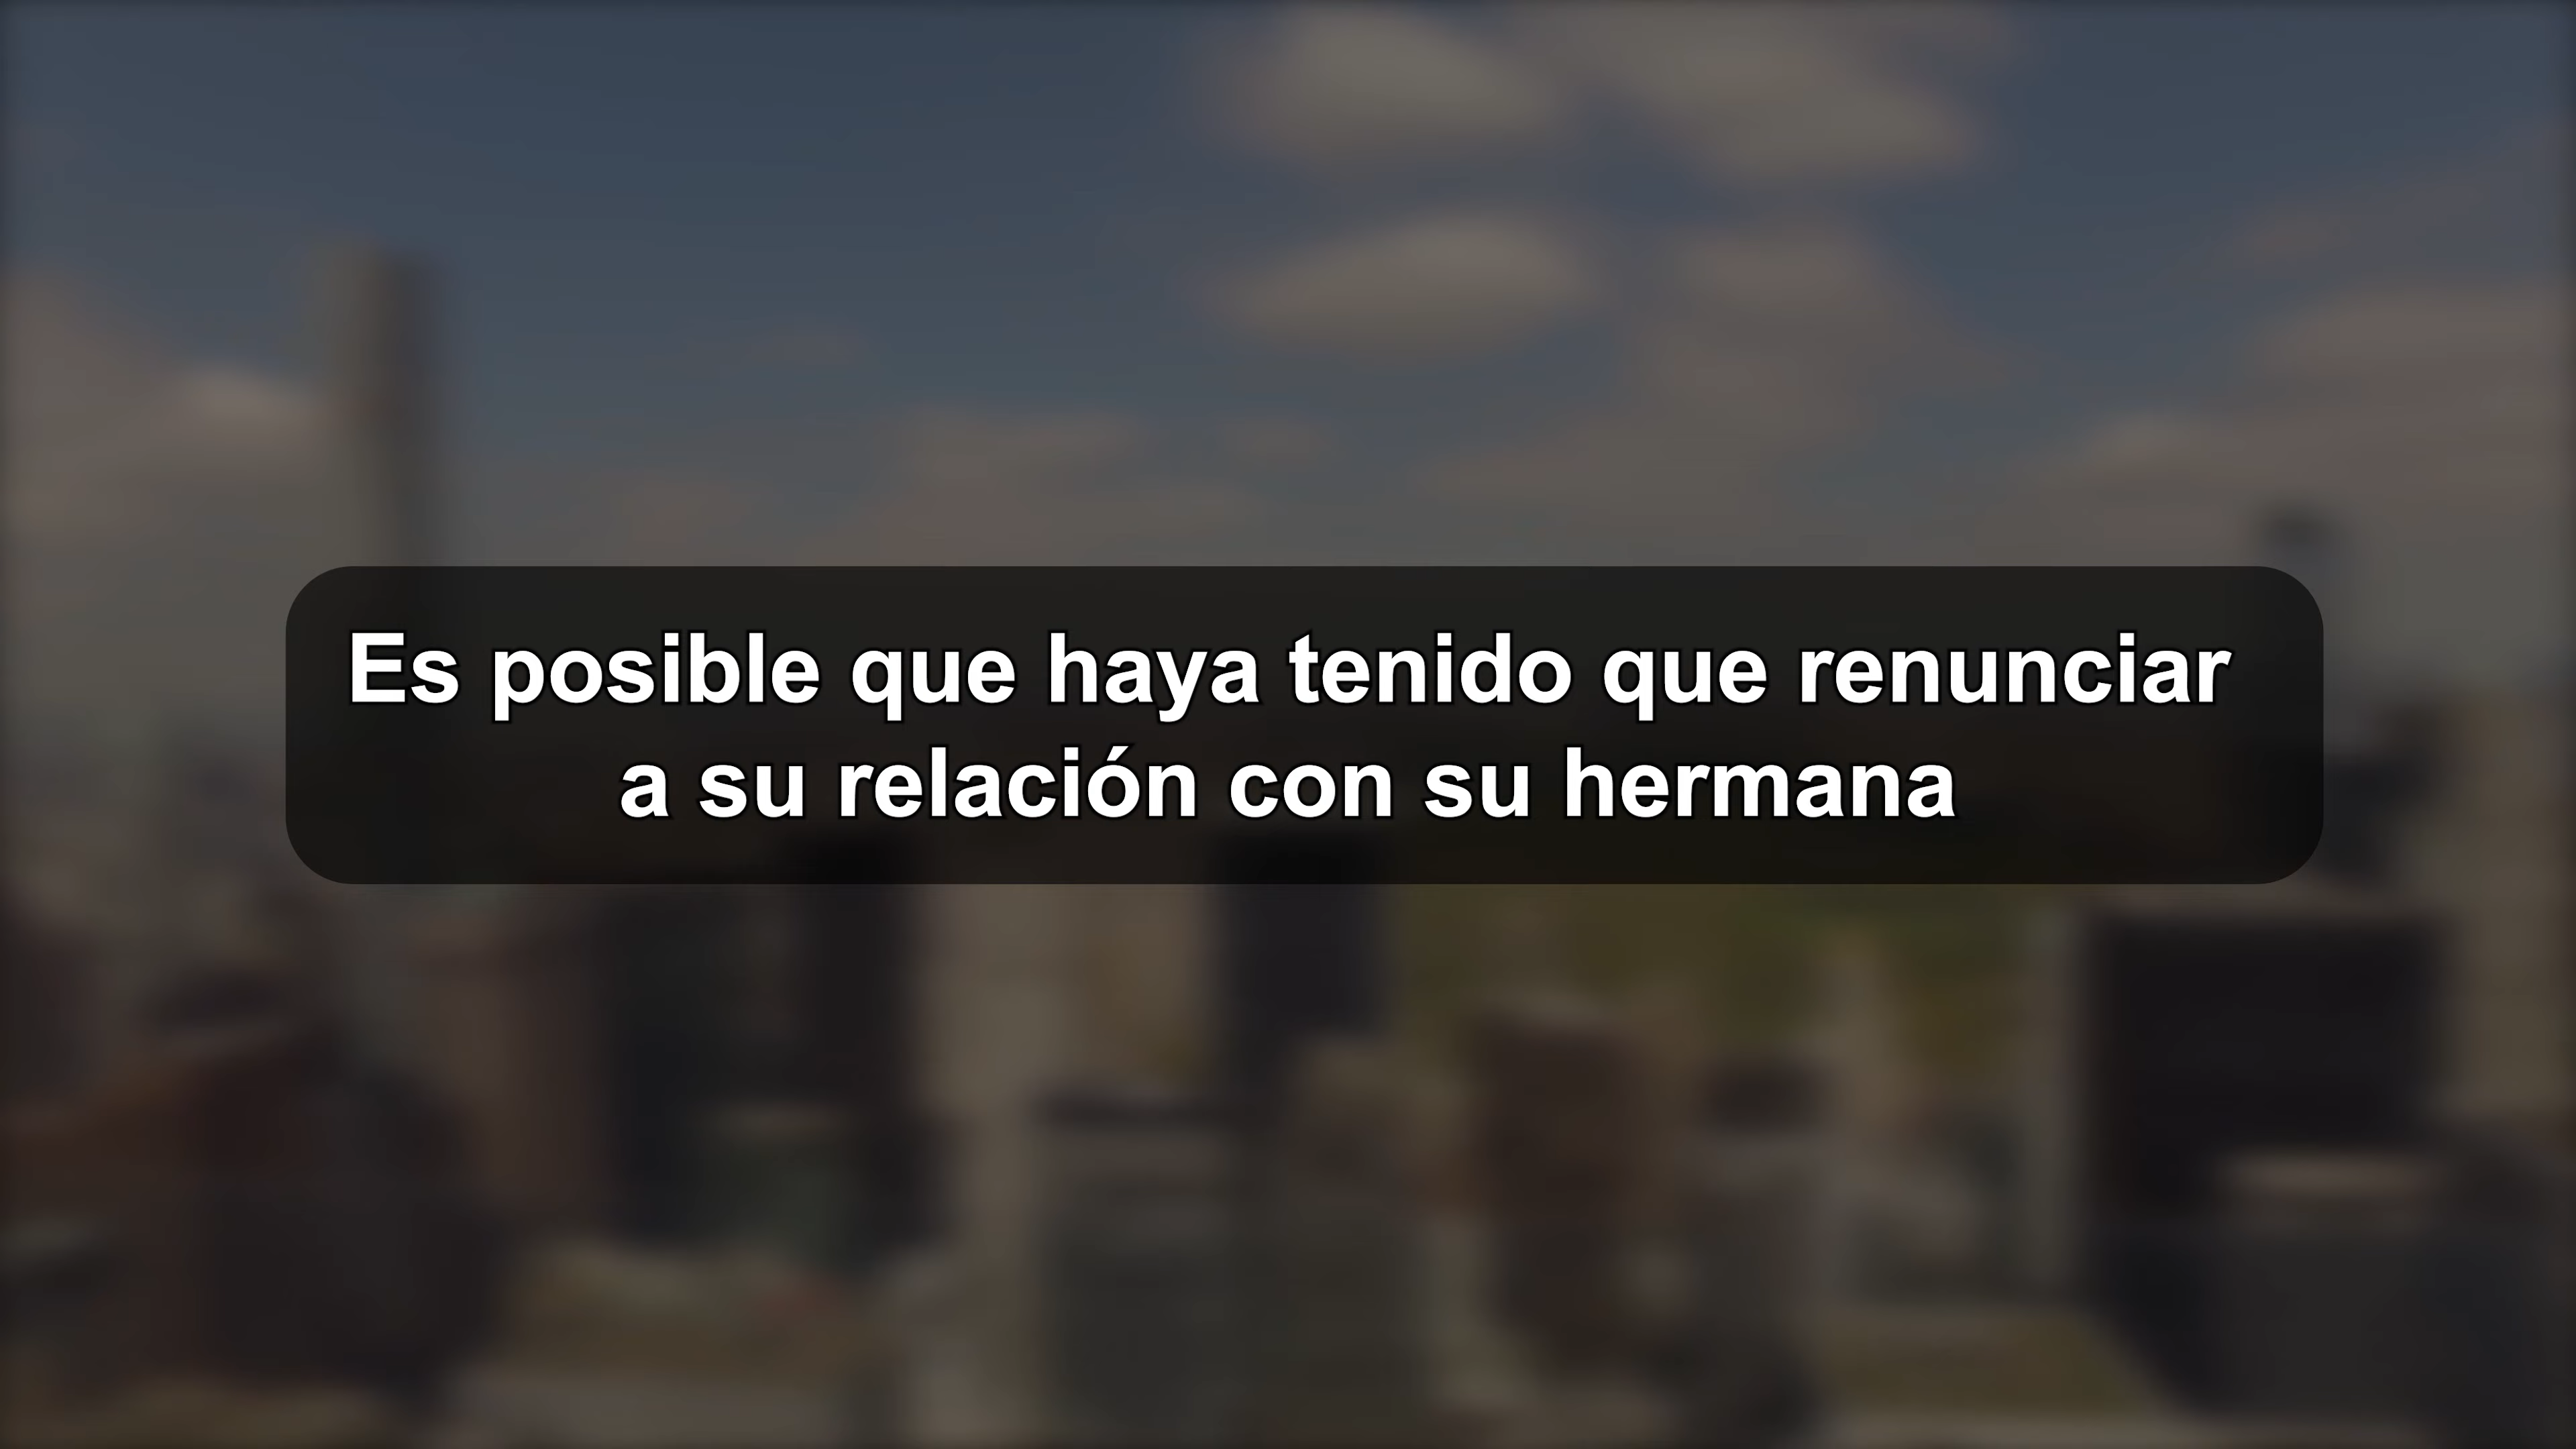 Es posible que haya tenido que renunciar
a su relación con su hermana